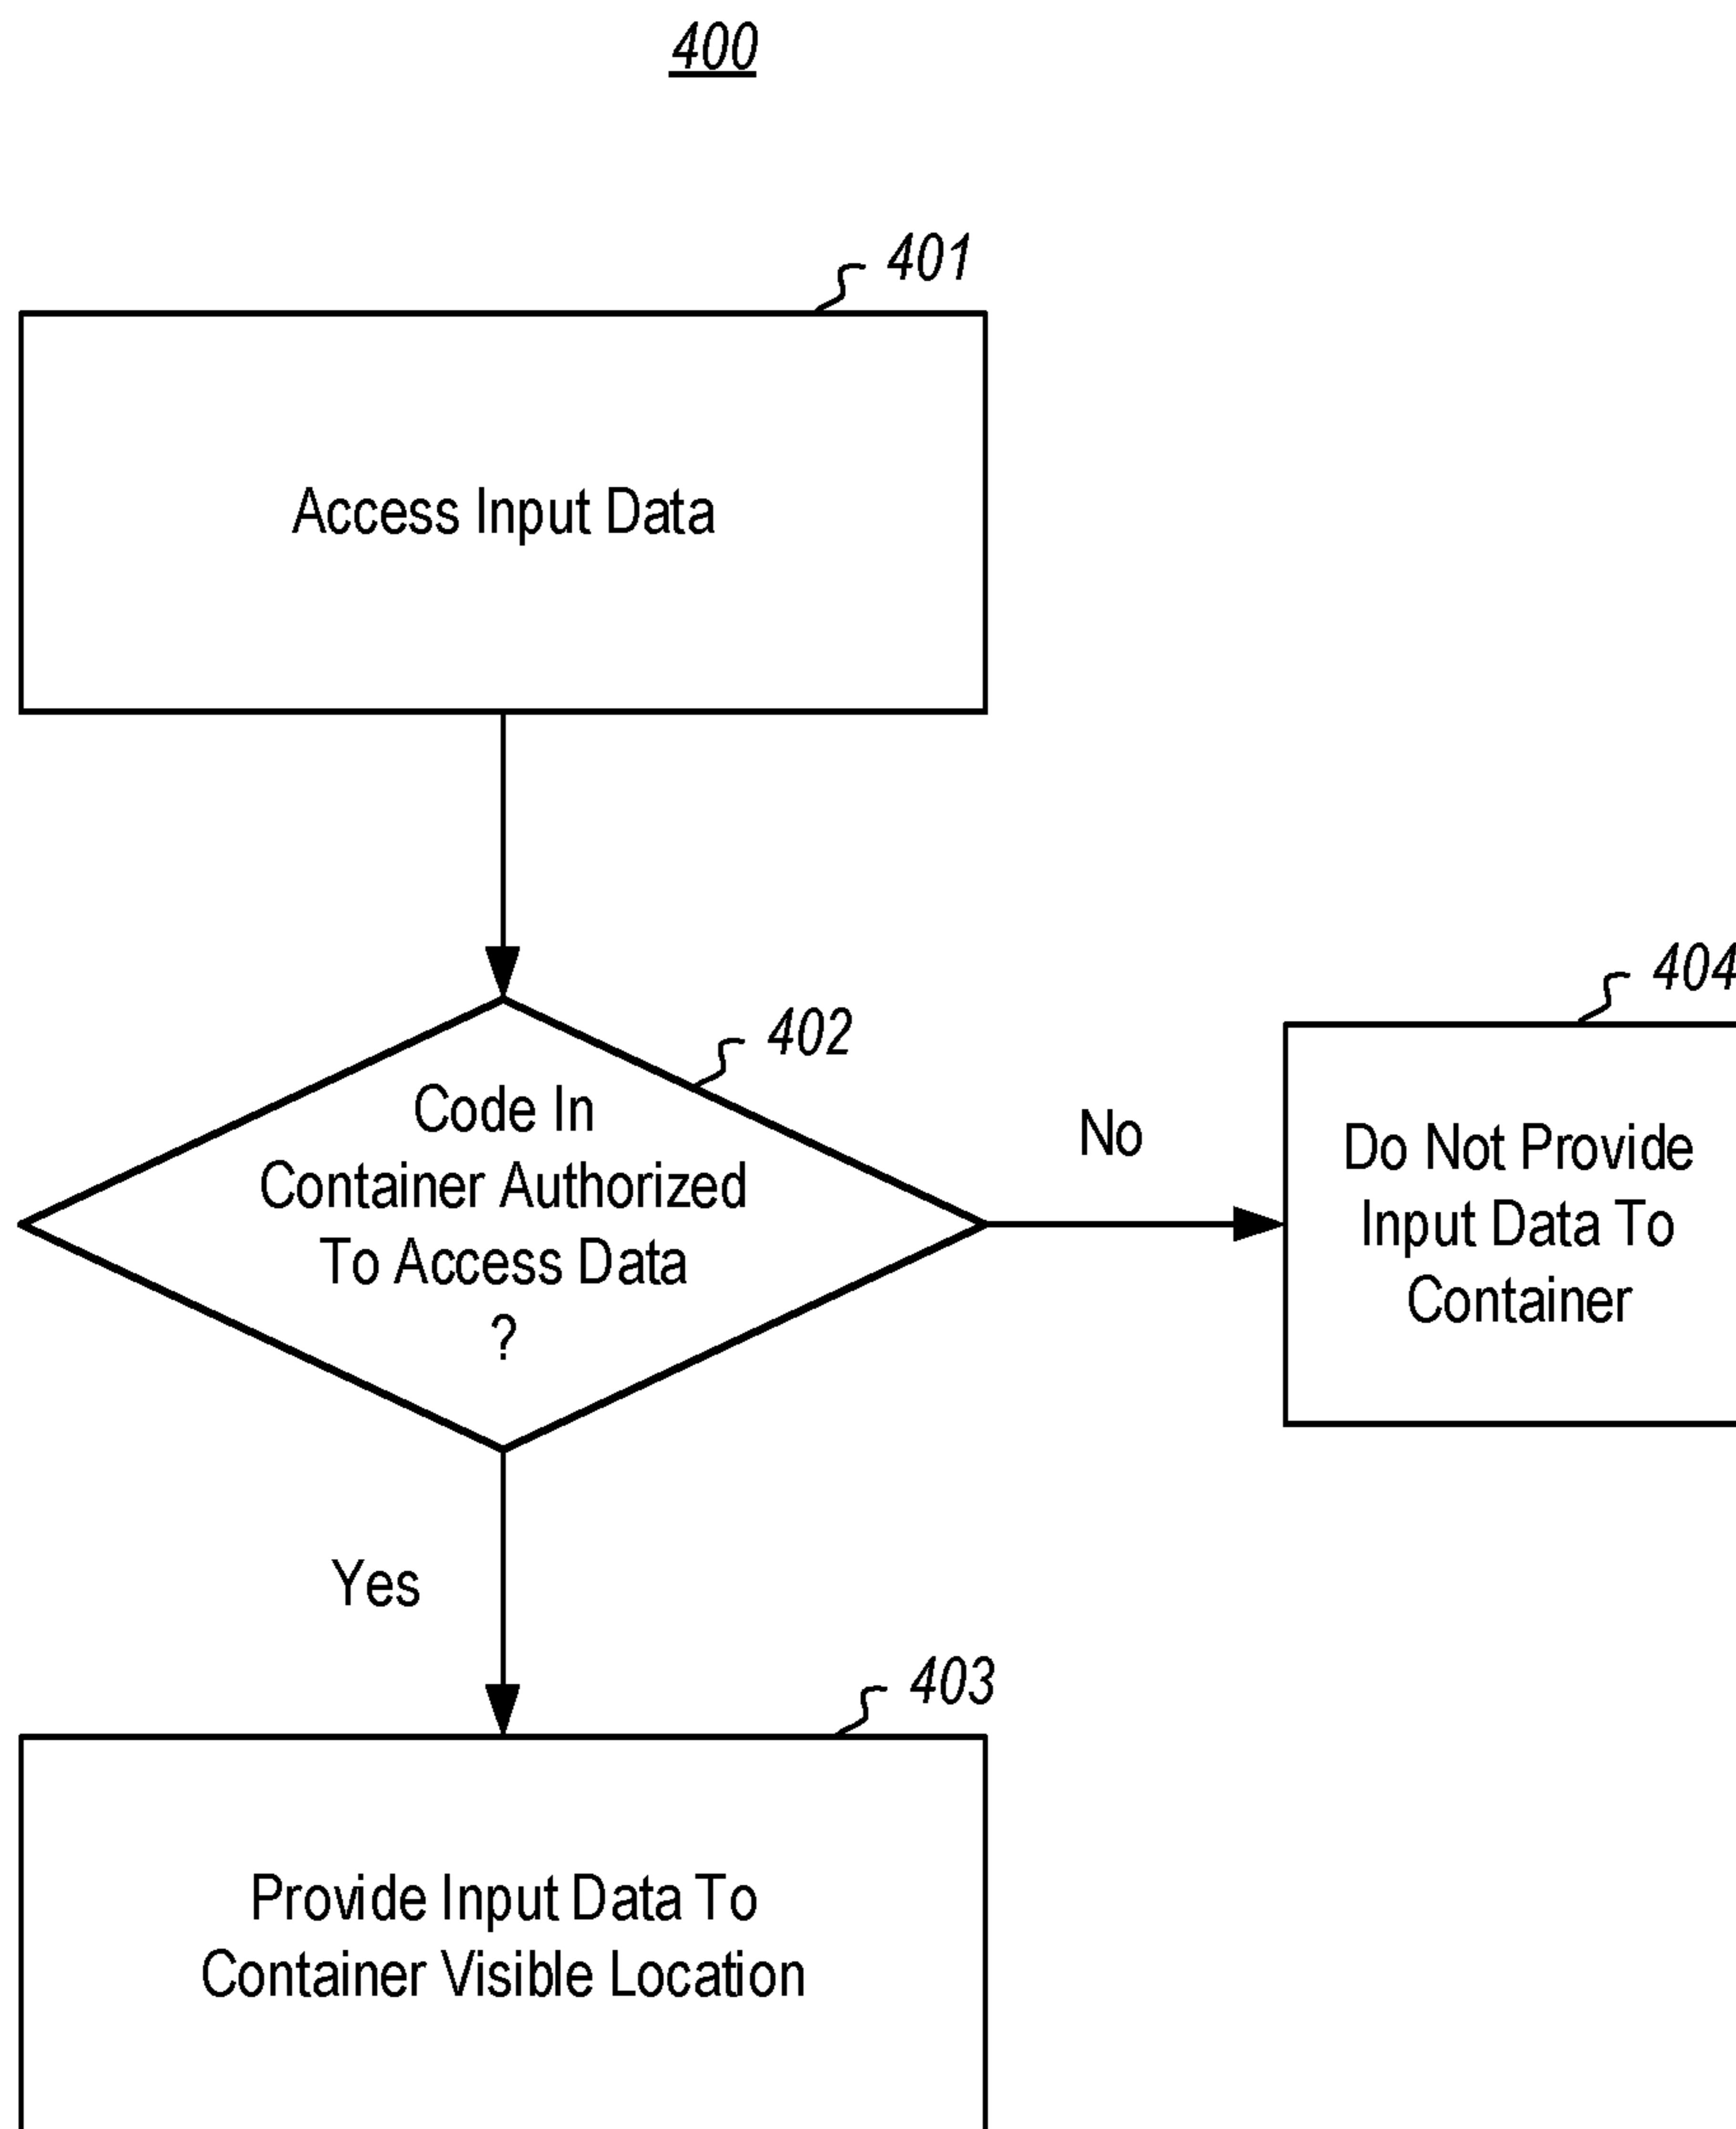 400
401
Access Input Data
402
Code In
Container Authorized
To Access Data
?
No
404
Do Not Provide
Input Data To
Container
Yes
403
Provide Input Data To
Container Visible Location